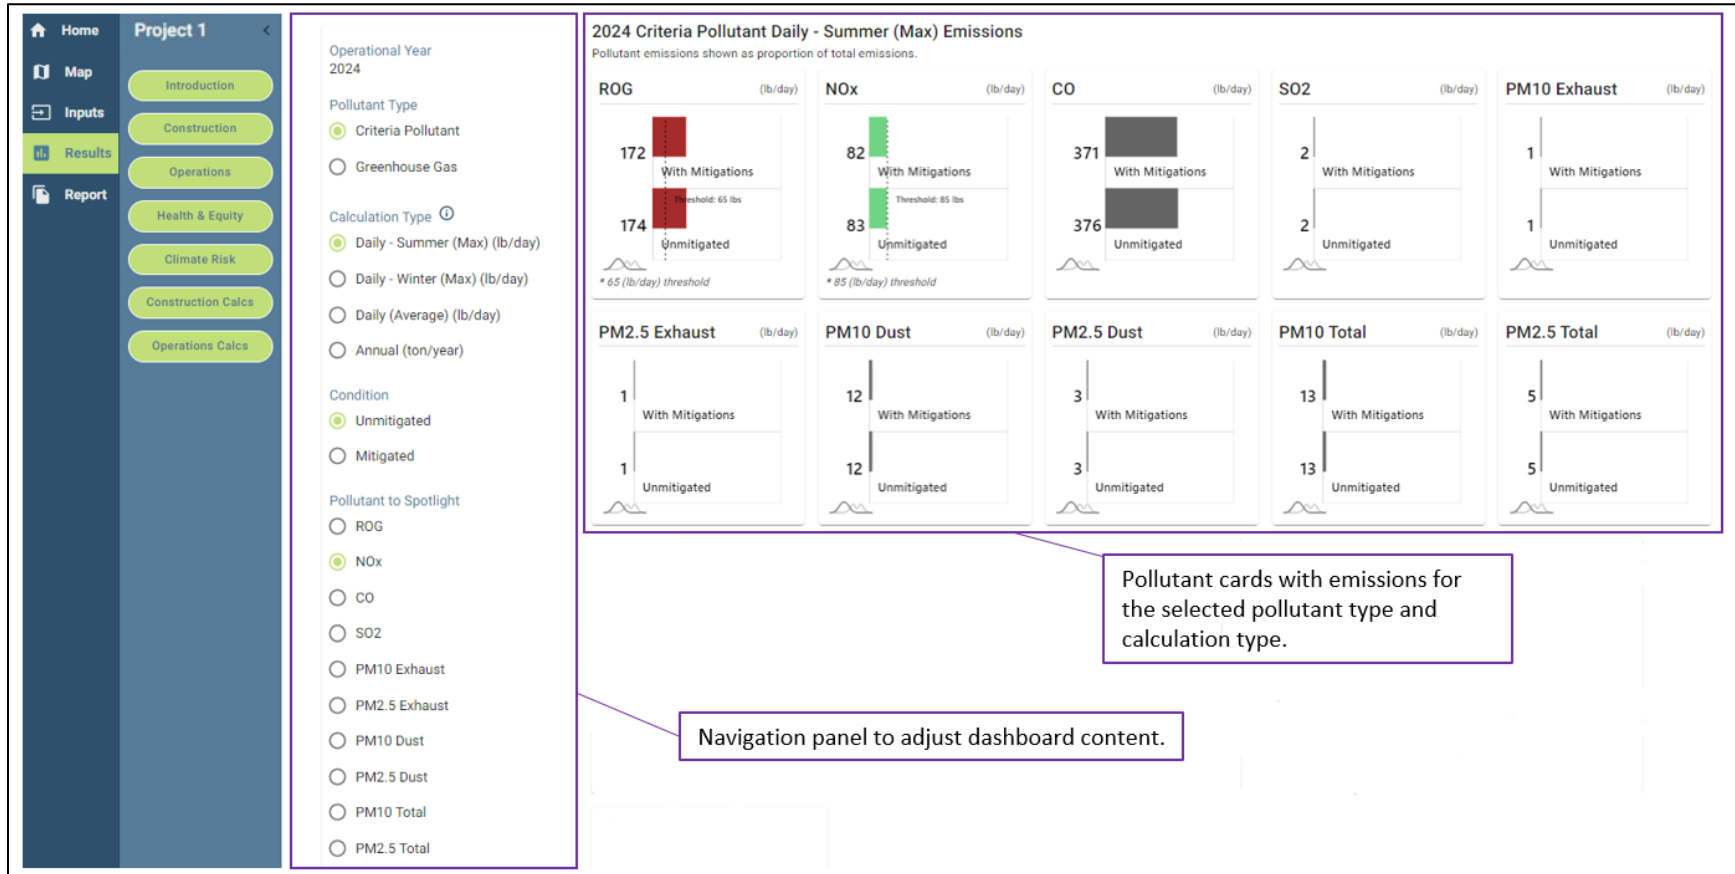 Home
Map
Inputs
Results
Report
Project 1
<
Introduction
Construction
Operations
Health & Equity
Climate Risk
Construction Calcs
Operations Calcs
Operational Year
2024
Pollutant Type
Criteria Pollutant
Greenhouse Gas
Calculation Type
Daily - Summer (Max) (lb/day)
Daily - Winter (Max) (lb/day)
Daily (Average) (lb/day)
Annual (ton/year)
Condition
Unmitigated
Mitigated
Pollutant to Spotlight
ROG
NOx
CO
SO2
PM10 Exhaust
PM2.5 Exhaust
PM10 Dust
PM2.5 Dust
PM10 Total
PM2.5 Total
2024 Criteria Pollutant Daily - Summer (Max) Emissions
Pollutant emissions shown as proportion of total emissions.
ROG (lb/day)
172
With Mitigations
Threshold: 65 lbs
174
Unmitigated
* 65 (lb/day) threshold
NOx (lb/day)
82
With Mitigations
Threshold: 85 lbs
83
Unmitigated
* 85 (lb/day) threshold
CO (lb/day)
371
With Mitigations
376
Unmitigated
SO2 (lb/day)
2
With Mitigations
2
Unmitigated
PM10 Exhaust (lb/day)
1
With Mitigations
1
Unmitigated
PM2.5 Exhaust (lb/day)
1
With Mitigations
1
Unmitigated
PM10 Dust (lb/day)
12
With Mitigations
12
Unmitigated
PM2.5 Dust (lb/day)
3
With Mitigations
3
Unmitigated
PM10 Total (lb/day)
13
With Mitigations
13
Unmitigated
PM2.5 Total (lb/day)
5
With Mitigations
5
Unmitigated
Pollutant cards with emissions for
the selected pollutant type and
calculation type.
Navigation panel to adjust dashboard content.